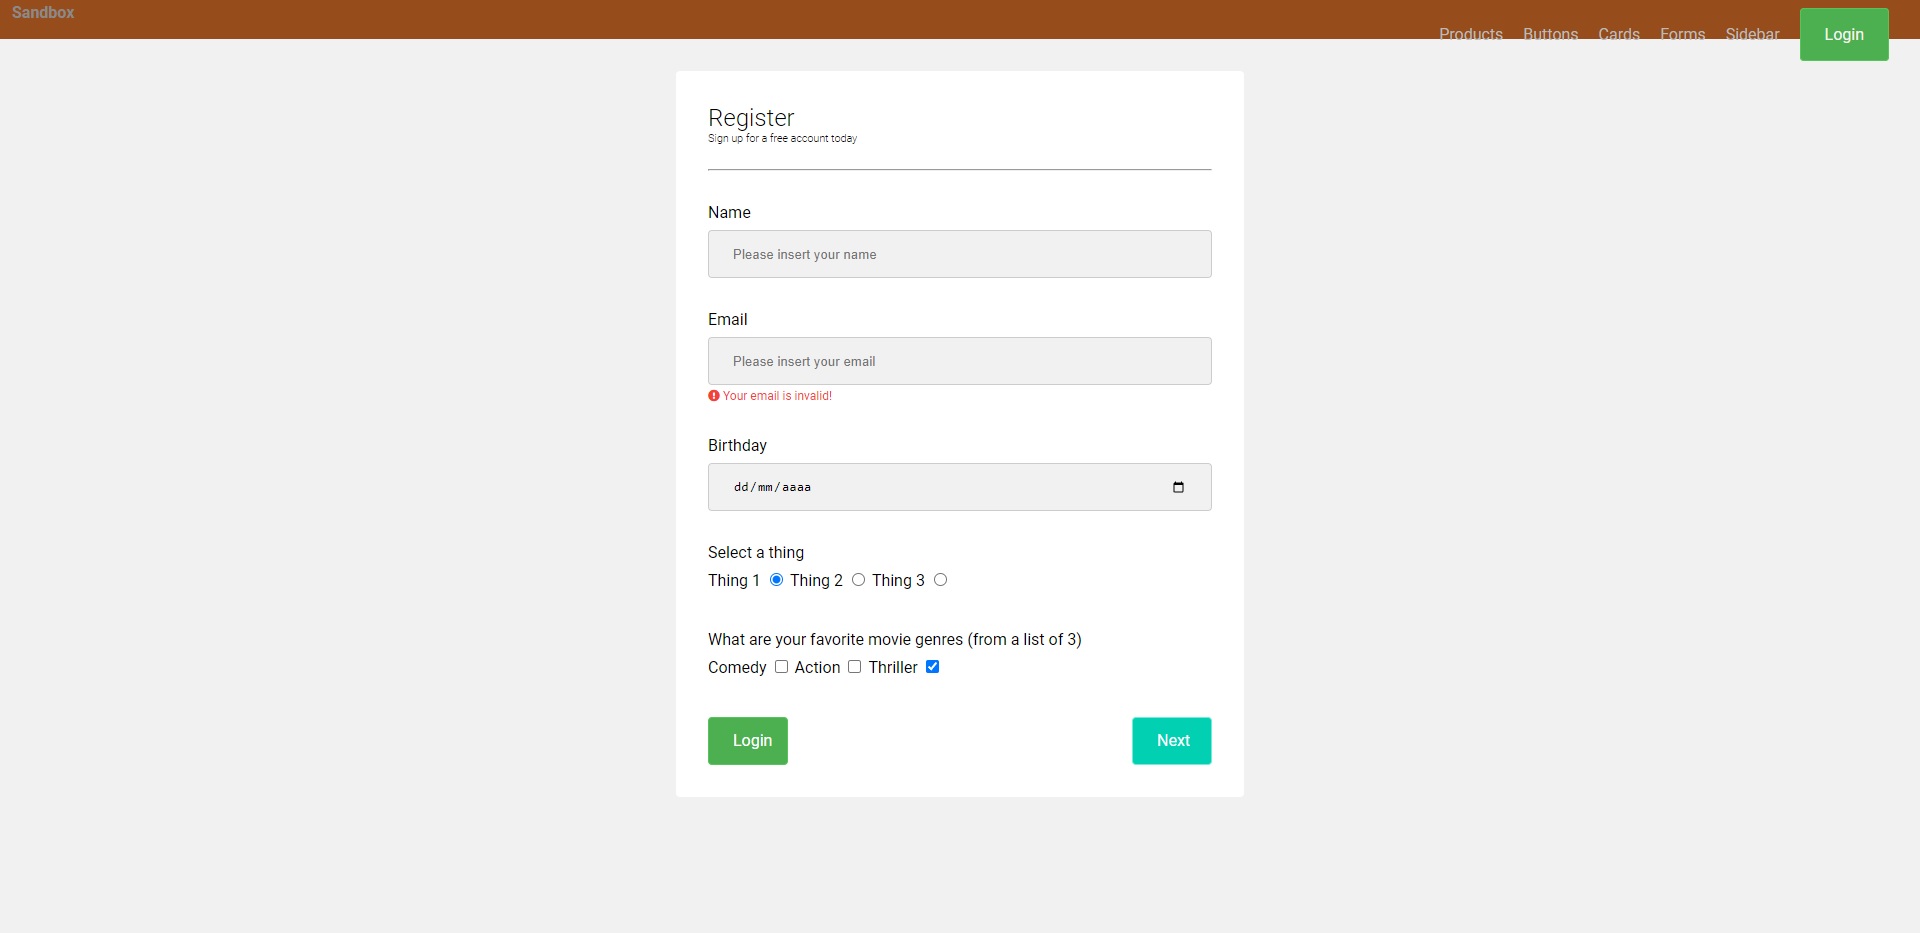 Sandbox
Products Buttons Cards Forms Sidebar Login
Register
Sign up for a free account today
Name
Please insert your name
Email
Please insert your email
Your email is invalid!
Birthday
dd/mm/aaaa
Select a thing
Thing 1 Thing 2 Thing 3
What are your favorite movie genres (from a list of 3)
Comedy Action Thriller
Login Next